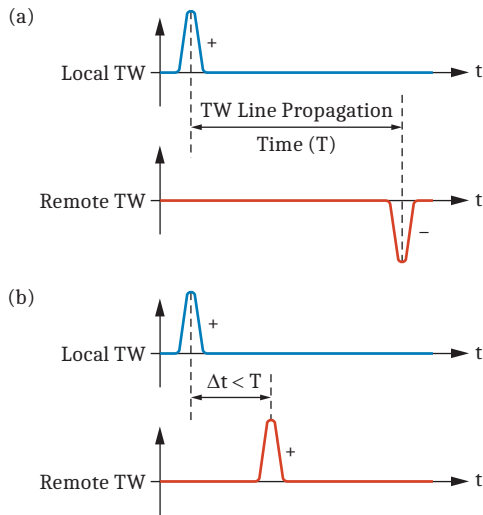 (a)
+
Local TW
t
TW Line Propagation
Time (T)
Remote TW
t
−
(b)
+
Local TW
t
Δt < T
+
Remote TW
t